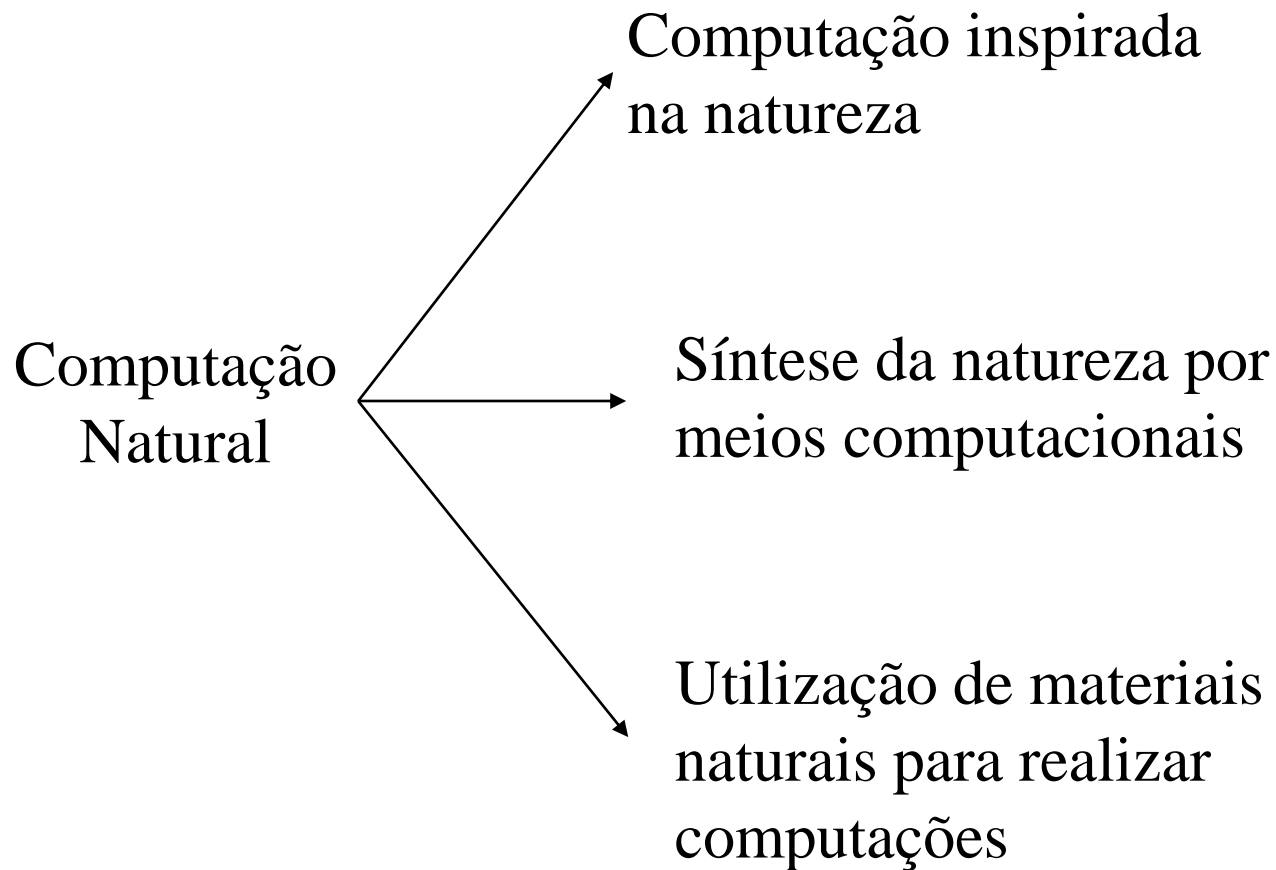 Computação inspirada
na natureza
Computação
Natural
Síntese da natureza por
meios computacionais
Utilização de materiais
naturais para realizar
computações